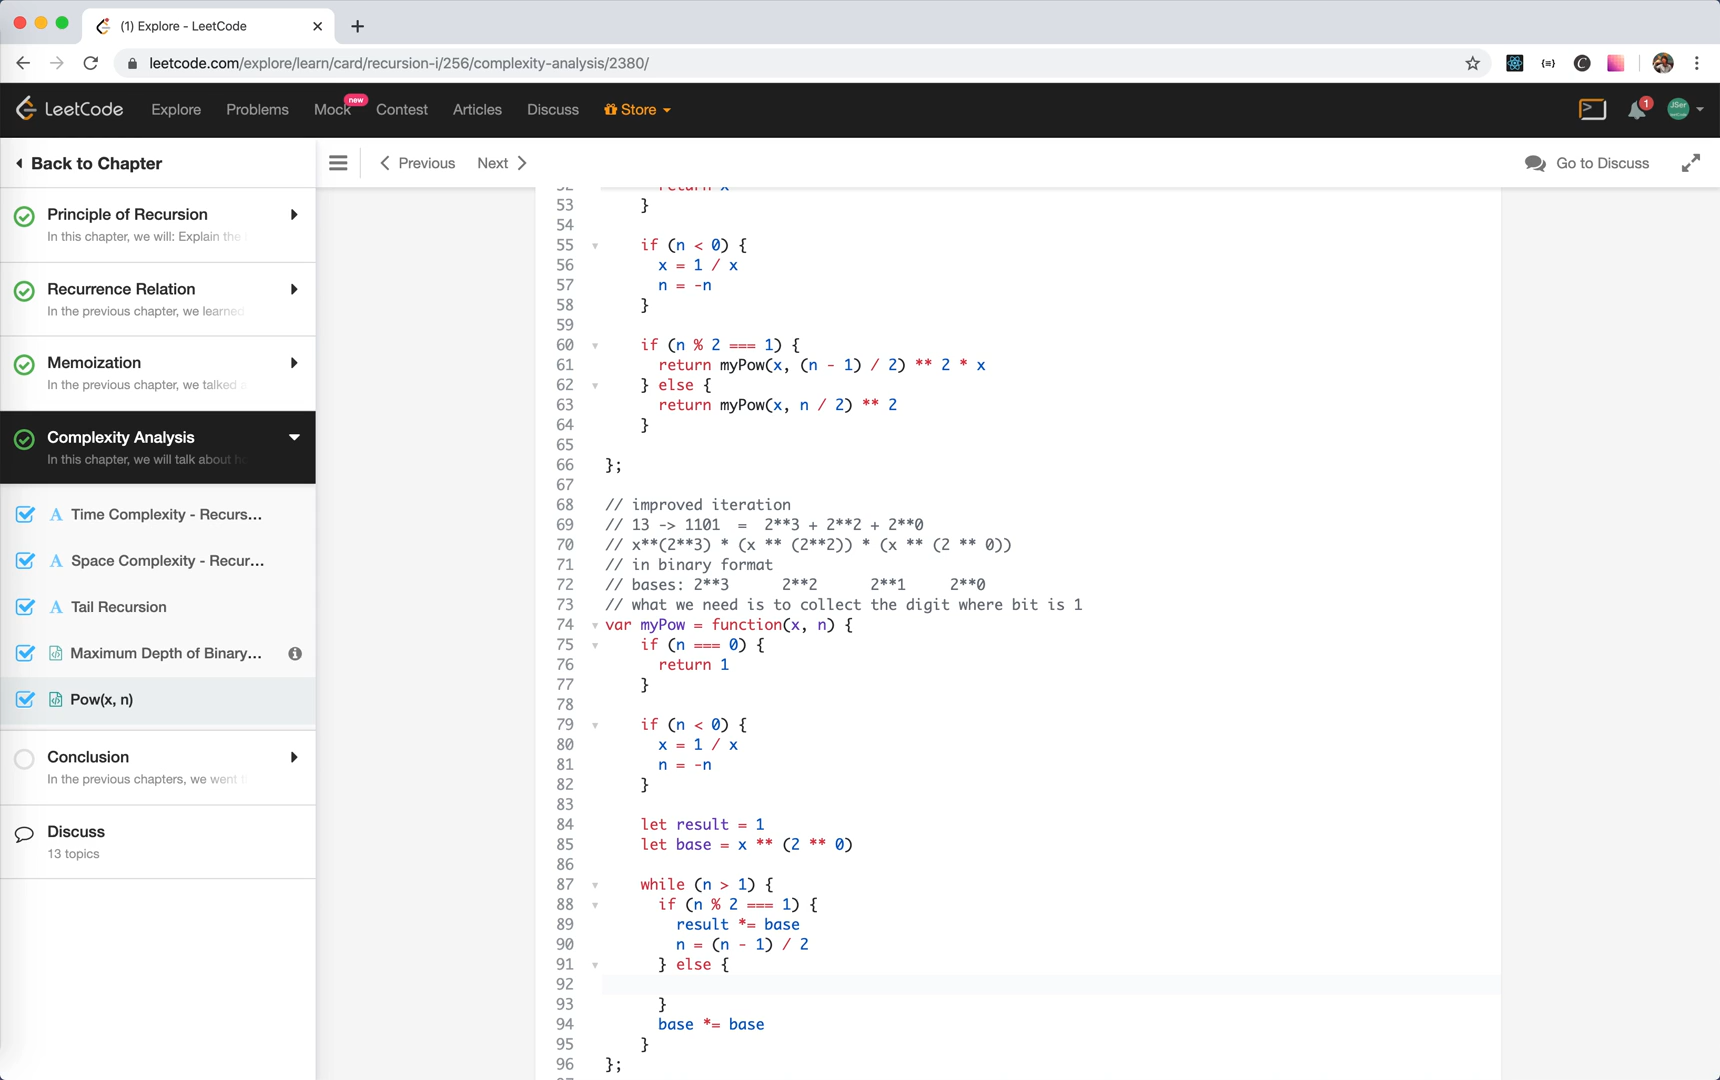 (1) Explore - LeetCode
leetcode.com/explore/learn/card/recursion-i/256/complexity-analysis/2380/
LeetCode Explore Problems Mock new Contest Articles Discuss Store 1
Back to Chapter
Previous Next Go to Discuss
Principle of Recursion
In this chapter, we will: Explain the
Recurrence Relation
In the previous chapter, we learned
Memoization
In the previous chapter, we talked
Complexity Analysis
In this chapter, we will talk about
A Time Complexity - Recurs...
A Space Complexity - Recur...
A Tail Recursion
Maximum Depth of Binary...
Pow(x, n)
Conclusion
In the previous chapters, we went
Discuss
13 topics
52 return x
53 }
54
55 if (n < 0) {
56 x = 1 / x
57 n = -n
58 }
59
60 if (n % 2 === 1) {
61 return myPow(x, (n - 1) / 2) ** 2 * x
62 } else {
63 return myPow(x, n / 2) ** 2
64 }
65
66 };
67
68 // improved iteration
69 // 13 -> 1101 = 2**3 + 2**2 + 2**0
70 // x**(2**3) * (x ** (2**2)) * (x ** (2 ** 0))
71 // in binary format
72 // bases: 2**3 2**2 2**1 2**0
73 // what we need is to collect the digit where bit is 1
74 var myPow = function(x, n) {
75 if (n === 0) {
76 return 1
77 }
78
79 if (n < 0) {
80 x = 1 / x
81 n = -n
82 }
83
84 let result = 1
85 let base = x ** (2 ** 0)
86
87 while (n > 1) {
88 if (n % 2 === 1) {
89 result *= base
90 n = (n - 1) / 2
91 } else {
92
93 }
94 base *= base
95 }
96 };